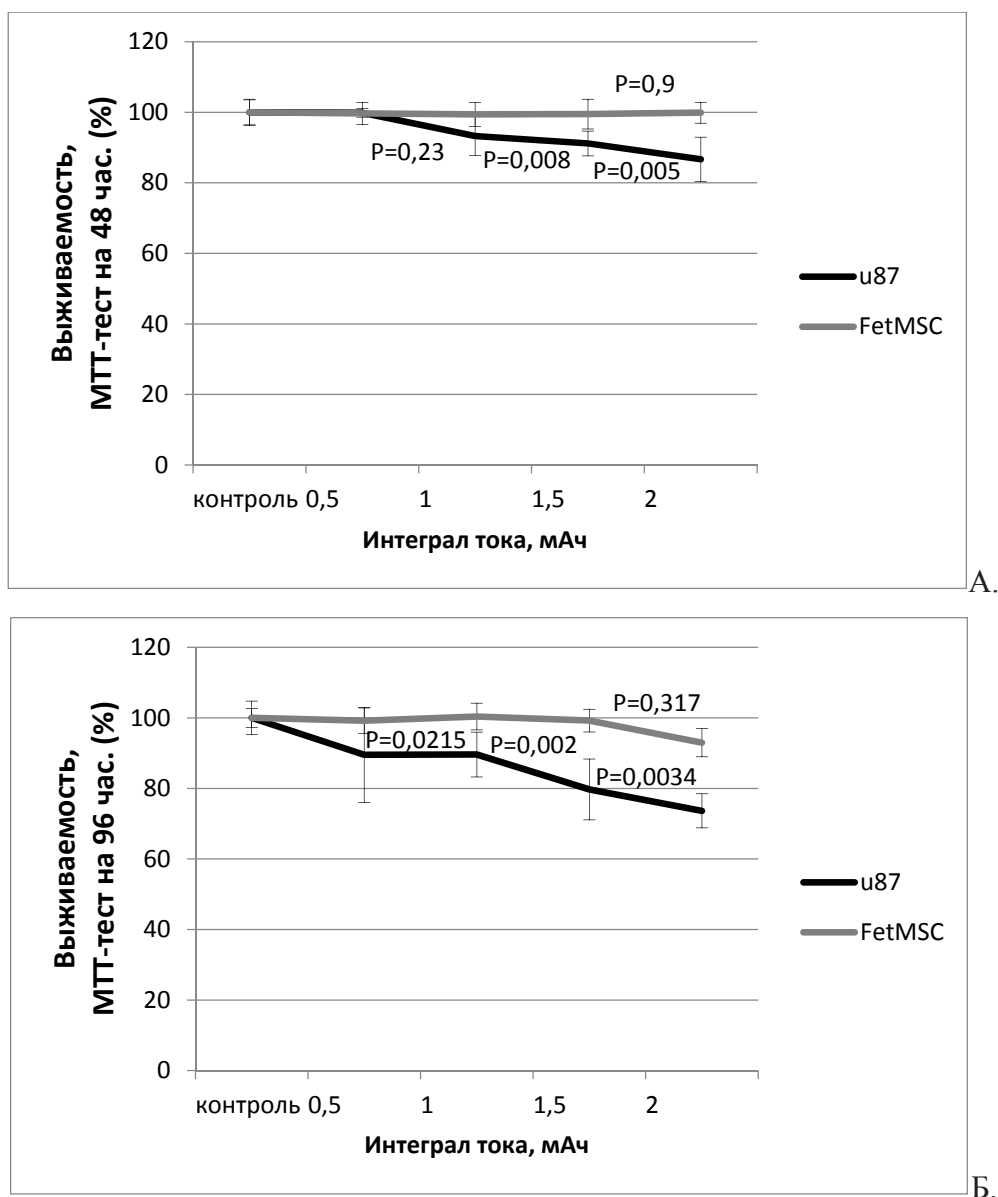 120
100
80
60
40
20
0
Выживаемость,
МТТ-тест на 48 час. (%)
P=0,9
P=0,23
P=0,008
P=0,005
u87
FetMSC
контроль 0,5 1 1,5 2
Интеграл тока, мАч
А.
120
100
80
60
40
20
0
Выживаемость,
МТТ-тест на 96 час. (%)
P=0,317
P=0,0215
P=0,002
P=0,0034
u87
FetMSC
контроль 0,5 1 1,5 2
Интеграл тока, мАч
Б.